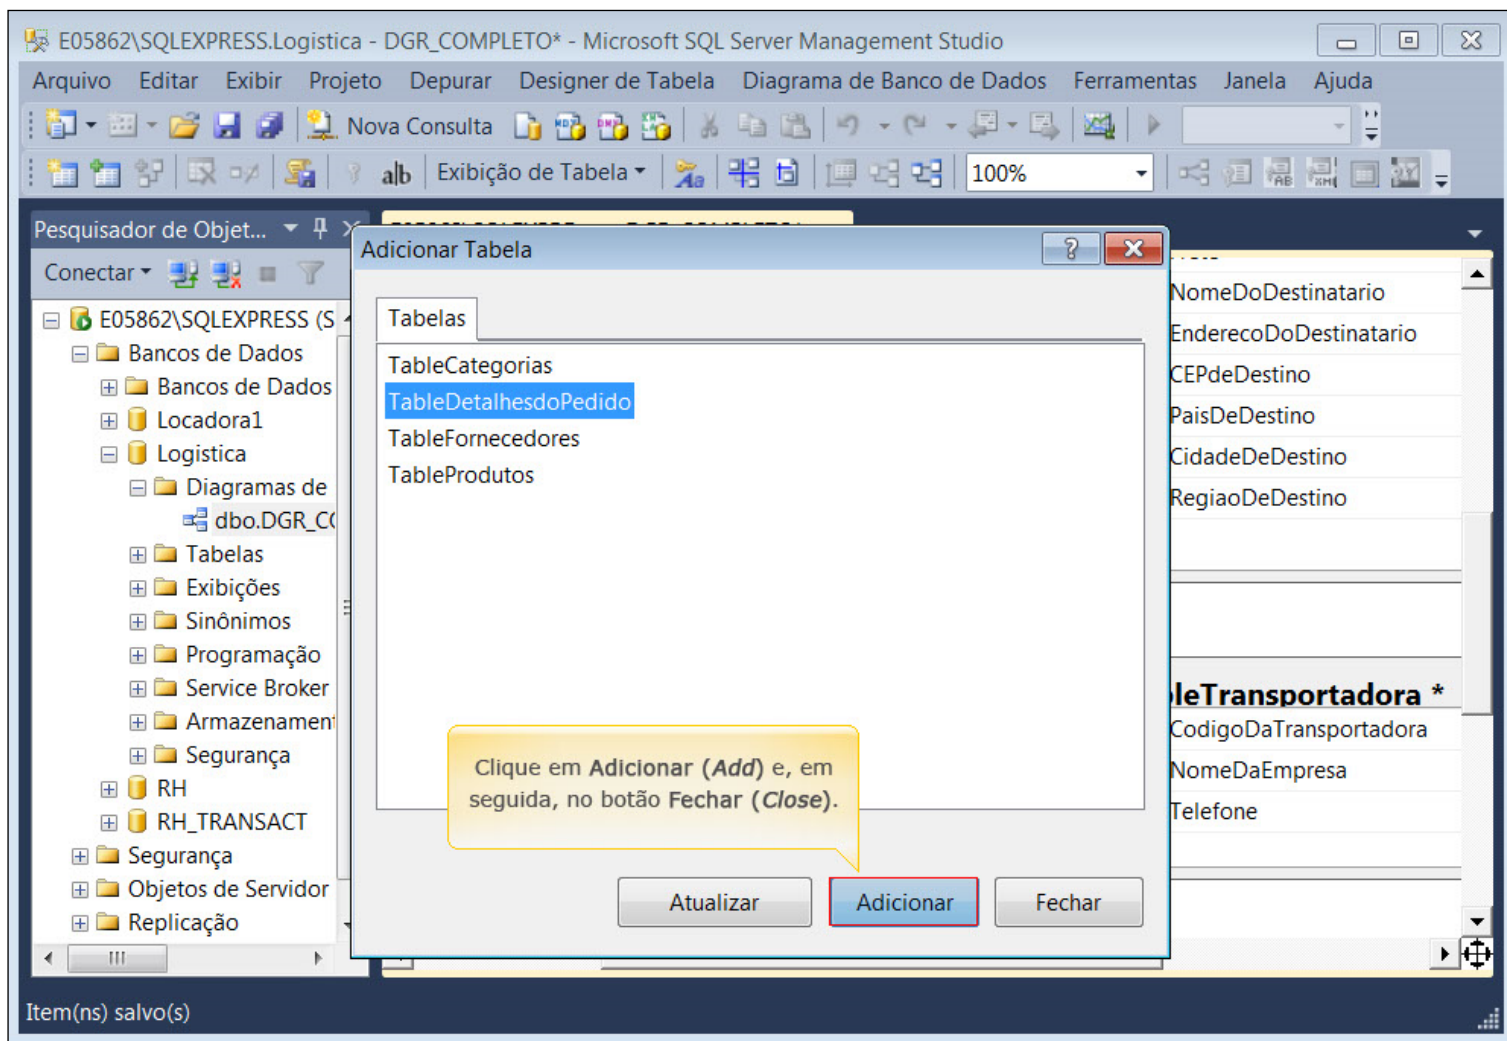 E05862\SQLEXPRESS.Logistica - DGR_COMPLETO* - Microsoft SQL Server Management Studio
Arquivo Editar Exibir Projeto Depurar Designer de Tabela Diagrama de Banco de Dados Ferramentas Janela Ajuda
Nova Consulta
Exibição de Tabela 100%
Pesquisador de Objet...
Conectar
E05862\SQLEXPRESS (S
Bancos de Dados
Bancos de Dados
Locadora1
Logistica
Diagramas de
dbo.DGR_C
Tabelas
Exibições
Sinônimos
Programação
Service Broker
Armazenament
Segurança
RH
RH_TRANSACT
Segurança
Objetos de Servidor
Replicação
Adicionar Tabela
Tabelas
TableCategorias
TableDetalhesdoPedido
TableFornecedores
TableProdutos
Clique em Adicionar (Add) e, em
seguida, no botão Fechar (Close).
Atualizar Adicionar Fechar
NomeDoDestinatario
EnderecoDoDestinatario
CEPdeDestino
PaisDeDestino
CidadeDeDestino
RegiaoDeDestino
leTransportadora *
CodigoDaTransportadora
NomeDaEmpresa
Telefone
Item(ns) salvo(s)